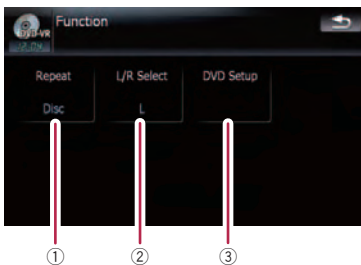 Function
DVD-VR
Repeat L/R Select DVD Setup
Disc L
① ② ③